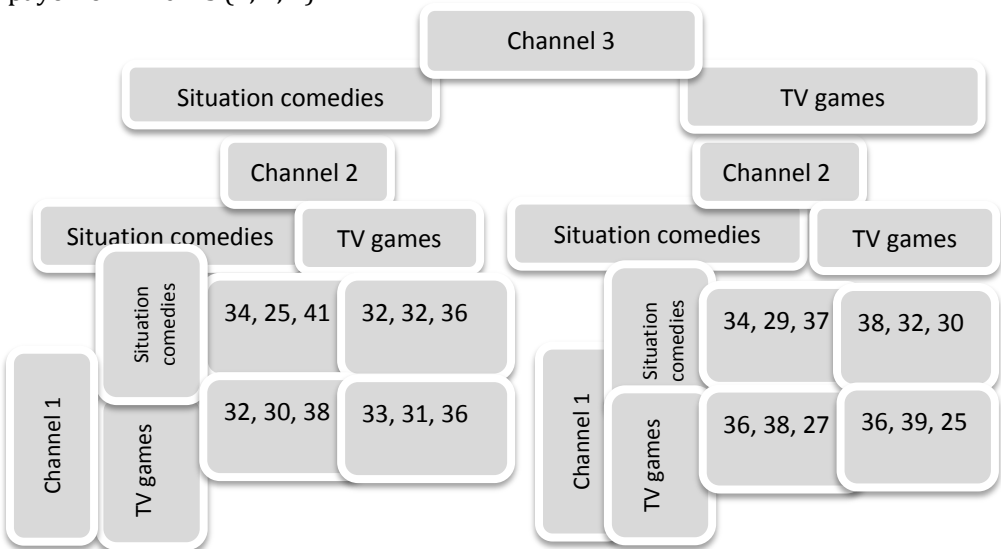 Channel 3
Situation comedies TV games
Channel 2 Channel 2
Situation comedies TV games Situation comedies TV games
Situation
comedies
34, 25, 41 32, 32, 36
Situation
comedies
34, 29, 37 38, 32, 30
Channel 1
TV games
32, 30, 38 33, 31, 36
Channel 1
TV games
36, 38, 27 36, 39, 25